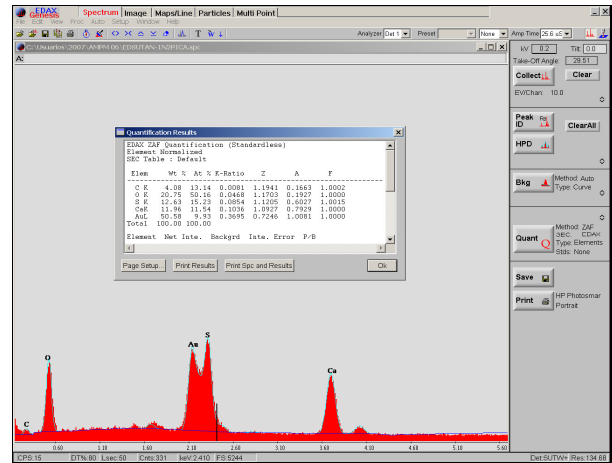 EDAX
Genesis
Spectrum Image Maps/Line Particles Multi Point
File Edit View Proc Auto Setup Window Help
Analyzer Det 1 Preset None Amp Time 25.6 uS
C:\Usuarios\2007\AMPM 06\EDBUTAN-1N2P1CA.spc
A:
kV 0.2 Tilt 0.0
Take-Off Angle: 29.51
Collect Clear
EV/Chan: 10.0
Peak ID ClearAll
HPD
Bkg Method: Auto
Type: Curve
Quant Method: ZAF
SEC: CDAX
Type: Elements
Stds: None
Save
Print HP Photosmar
Portrait
Quantification Results
EDAX ZAF Quantification (Standardless)
Element Normalized
SEC Table : Default
Elem Wt % At % K-Ratio Z A F
C K 4.08 13.14 0.0081 1.1941 0.1663 1.0002
O K 20.75 50.16 0.0468 1.1703 0.1927 1.0000
S K 12.63 15.23 0.0854 1.1205 0.6027 1.0015
CaK 11.96 11.54 0.1036 1.0927 0.7929 1.0000
AuL 50.58 9.93 0.3695 0.7246 1.0081 1.0000
Total 100.00 100.00
Element Net Inte. Backgrd Inte. Error P/B
Page Setup... Print Results Print Spc and Results Ok
C O Au S Ca
0.60 1.10 1.60 2.10 2.60 3.10 3.60 4.10 4.60 5.10 5.60
CPS:15 DT%:80 Lsec:50 Cnts:331 keV:2.410 FS:5244 Det:SUTW+ Res:134.68